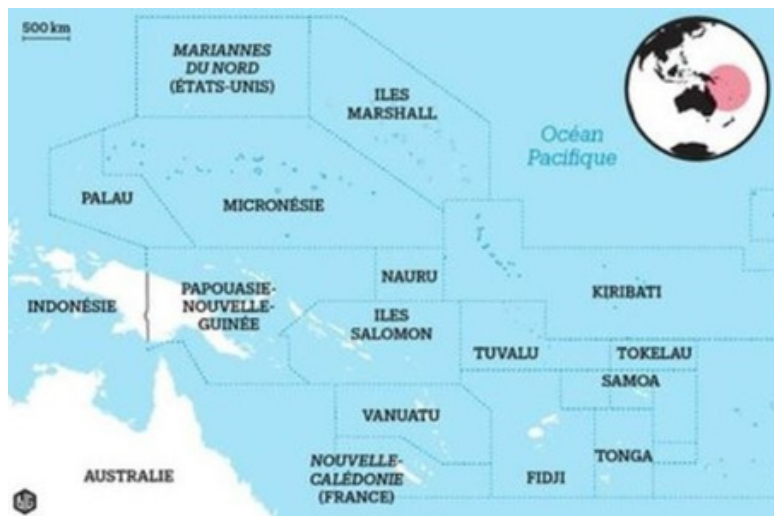 500 km
MARIANNES
DU NORD
(ÉTATS-UNIS)
ILES
MARSHALL
Océan
Pacifique
PALAU
MICRONÉSIE
NAURU
INDONÉSIE
PAPOUASIE-
NOUVELLE-
GUINÉE
KIRIBATI
ILES
SALOMON
TUVALU
TOKELAU
SAMOA
VANUATU
TONGA
NOUVELLE-
CALÉDONIE
(FRANCE)
AUSTRALIE
FIDJI